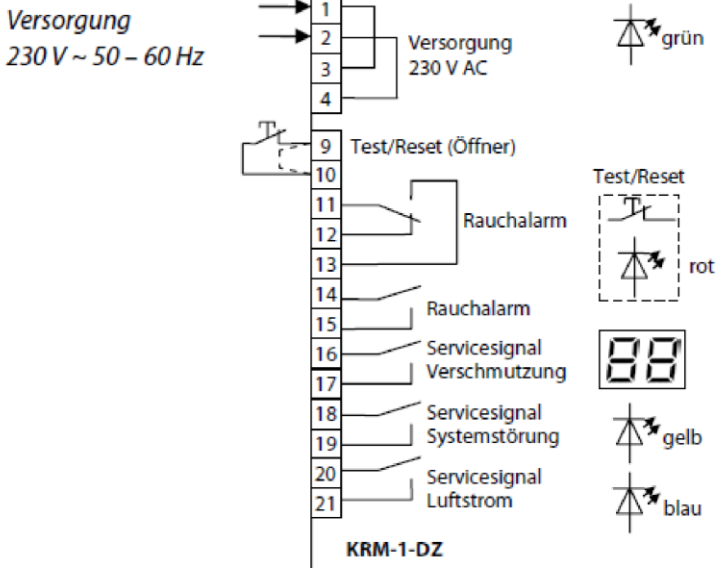 Versorgung
230 V ~ 50 – 60 Hz
1
2
3
4
Versorgung
230 V AC
grün
9
10
Test/Reset (Öffner)
11
12
13
Rauchalarm
Test/Reset
rot
14
15
Rauchalarm
16
17
Servicesignal
Verschmutzung
88
18
19
Servicesignal
Systemstörung
gelb
20
21
Servicesignal
Luftstrom
blau
KRM-1-DZ